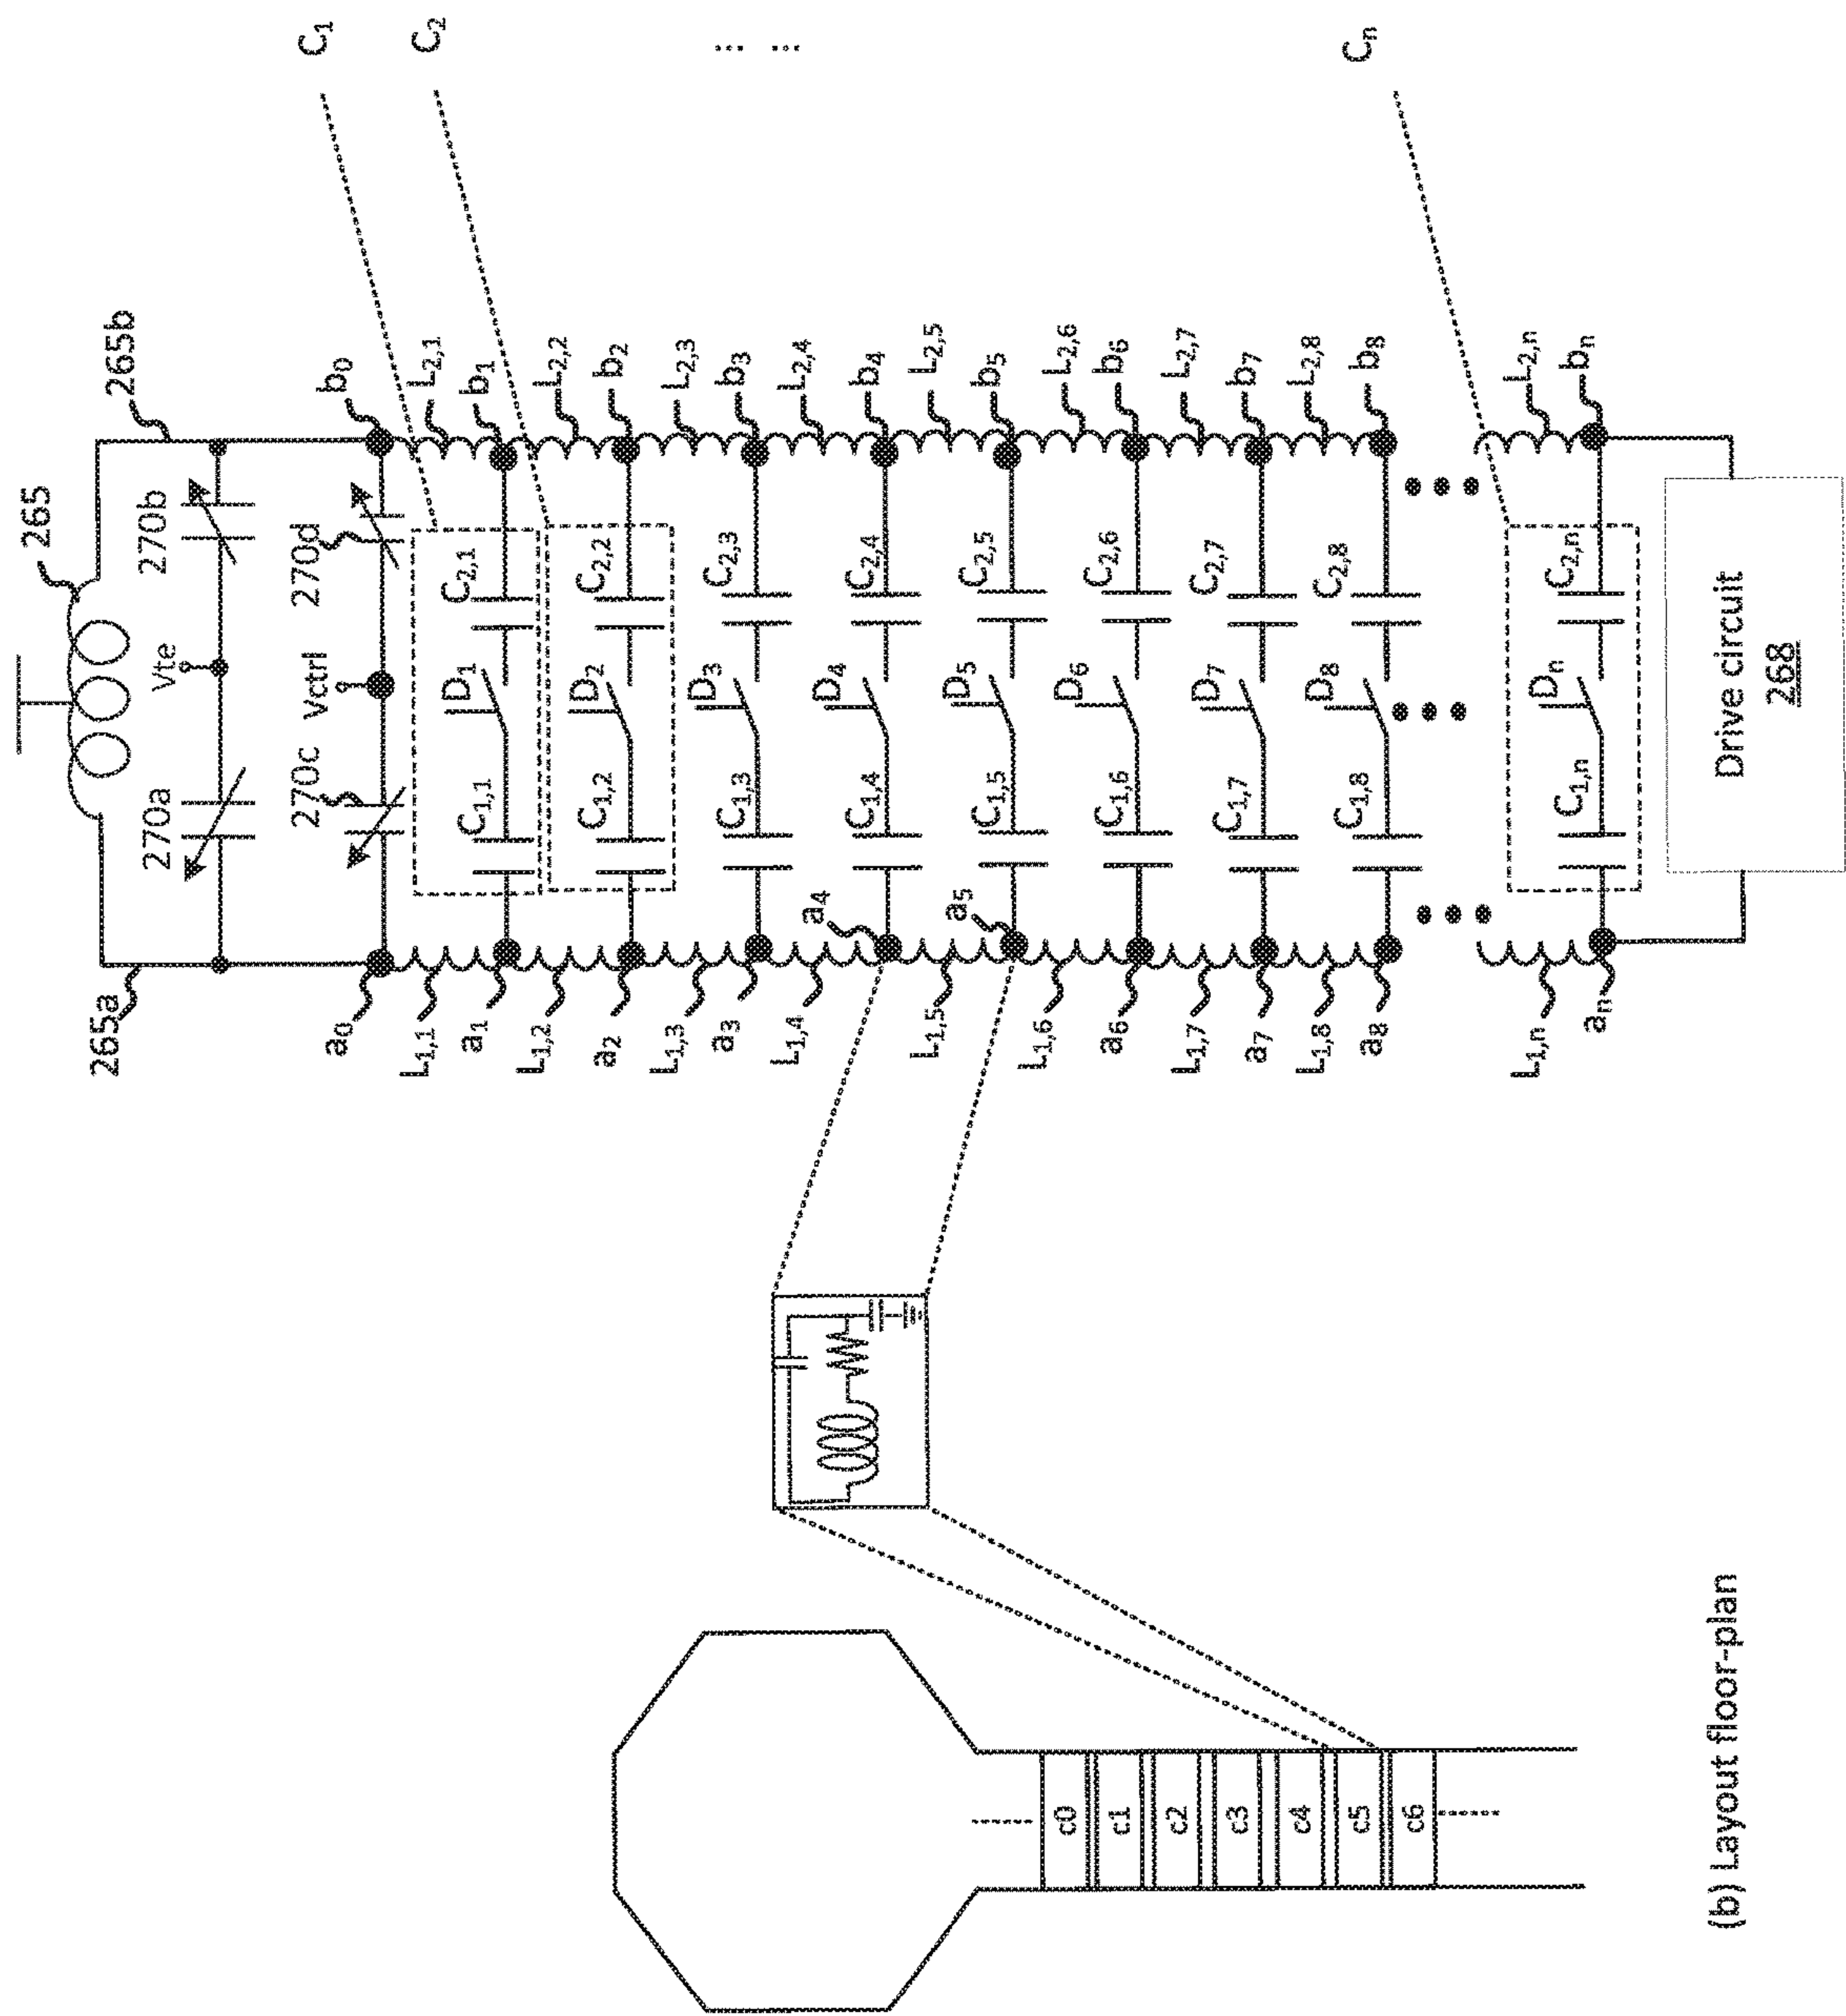 C1
C2
... ...
Cn
265
265a
265b
270a
270b
Vte
270c
270d
Vctrl
a0
b0
L1,1
L2,1
C1,1
D1
C2,1
a1
b1
L1,2
L2,2
C1,2
D2
C2,2
a2
b2
L1,3
L2,3
C1,3
D3
C2,3
a3
b3
L1,4
L2,4
C1,4
D4
C2,4
a4
b4
L1,5
L2,5
C1,5
D5
C2,5
a5
b5
L1,6
L2,6
C1,6
D6
C2,6
a6
b6
L1,7
L2,7
C1,7
D7
C2,7
a7
b7
L1,8
L2,8
C1,8
D8
C2,8
a8
b8
L1,n
L2,n
C1,n
Dn
C2,n
an
bn
Drive circuit
268
c0
c1
c2
c3
c4
c5
c6
(b) Layout floor-plan